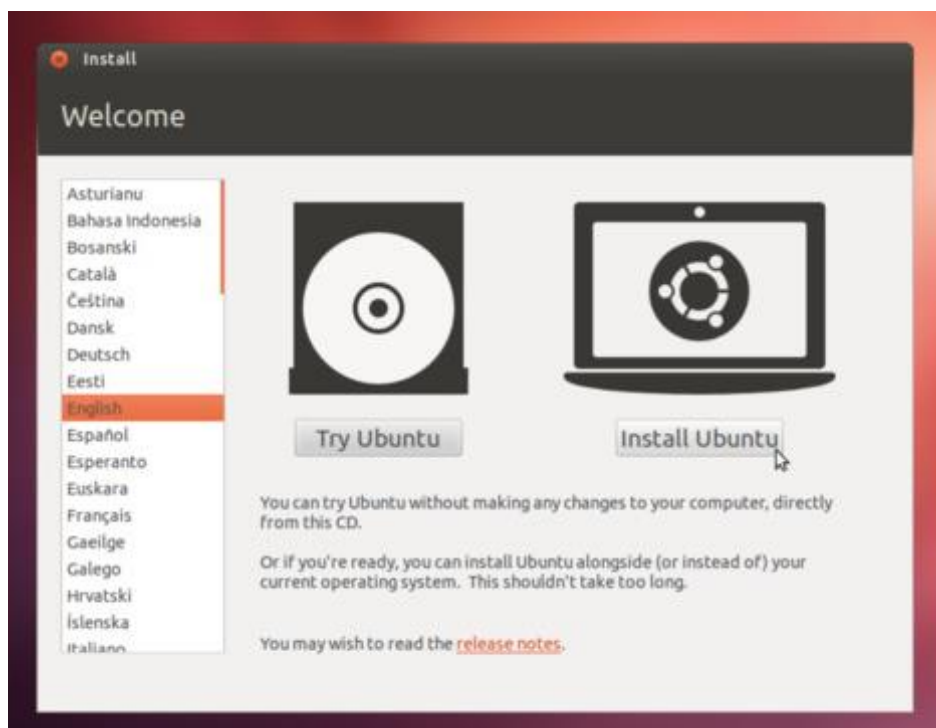 Install
Welcome
Asturianu
Bahasa Indonesia
Bosanski
Català
Čeština
Dansk
Deutsch
Eesti
English
Español
Esperanto
Euskara
Français
Gaeilge
Galego
Hrvatski
Íslenska
Italiano
Try Ubuntu
Install Ubuntu
You can try Ubuntu without making any changes to your computer, directly
from this CD.
Or if you're ready, you can install Ubuntu alongside (or instead of) your
current operating system. This shouldn't take too long.
You may wish to read the release notes.